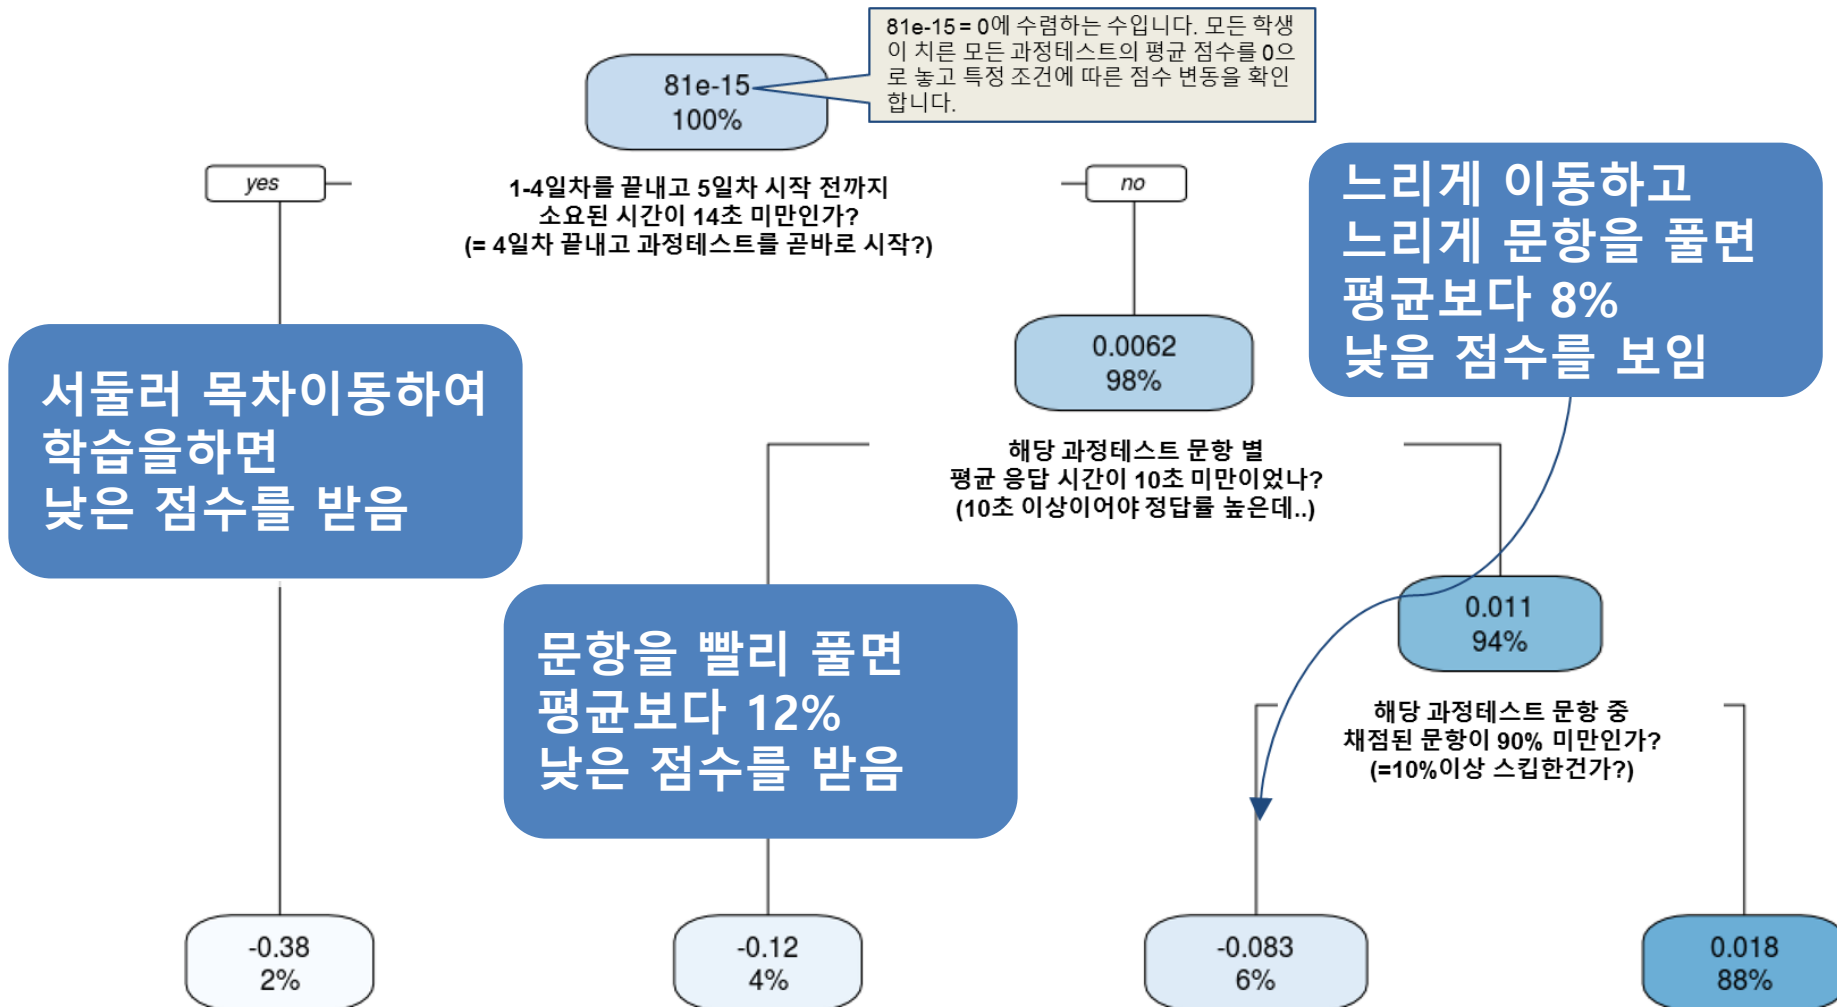 81e-15 = 0에 수렴하는 수입니다. 모든 학생
이 치른 모든 과정테스트의 평균 점수를 0으
로 놓고 특정 조건에 따른 점수 변동을 확인
합니다.
81e-15
100%
yes
1-4일차를 끝내고 5일차 시작 전까지
소요된 시간이 14초 미만인가?
(= 4일차 끝내고 과정테스트를 곧바로 시작?)
no
느리게 이동하고
느리게 문항을 풀면
평균보다 8%
낮음 점수를 보임
0.0062
98%
서둘러 목차이동하여
학습을하면
낮은 점수를 받음
해당 과정테스트 문항 별
평균 응답 시간이 10초 미만이었나?
(10초 이상이어야 정답률 높은데..)
0.011
94%
문항을 빨리 풀면
평균보다 12%
낮은 점수를 받음
해당 과정테스트 문항 중
채점된 문항이 90% 미만인가?
(=10%이상 스킵한건가?)
-0.38
2%
-0.12
4%
-0.083
6%
0.018
88%